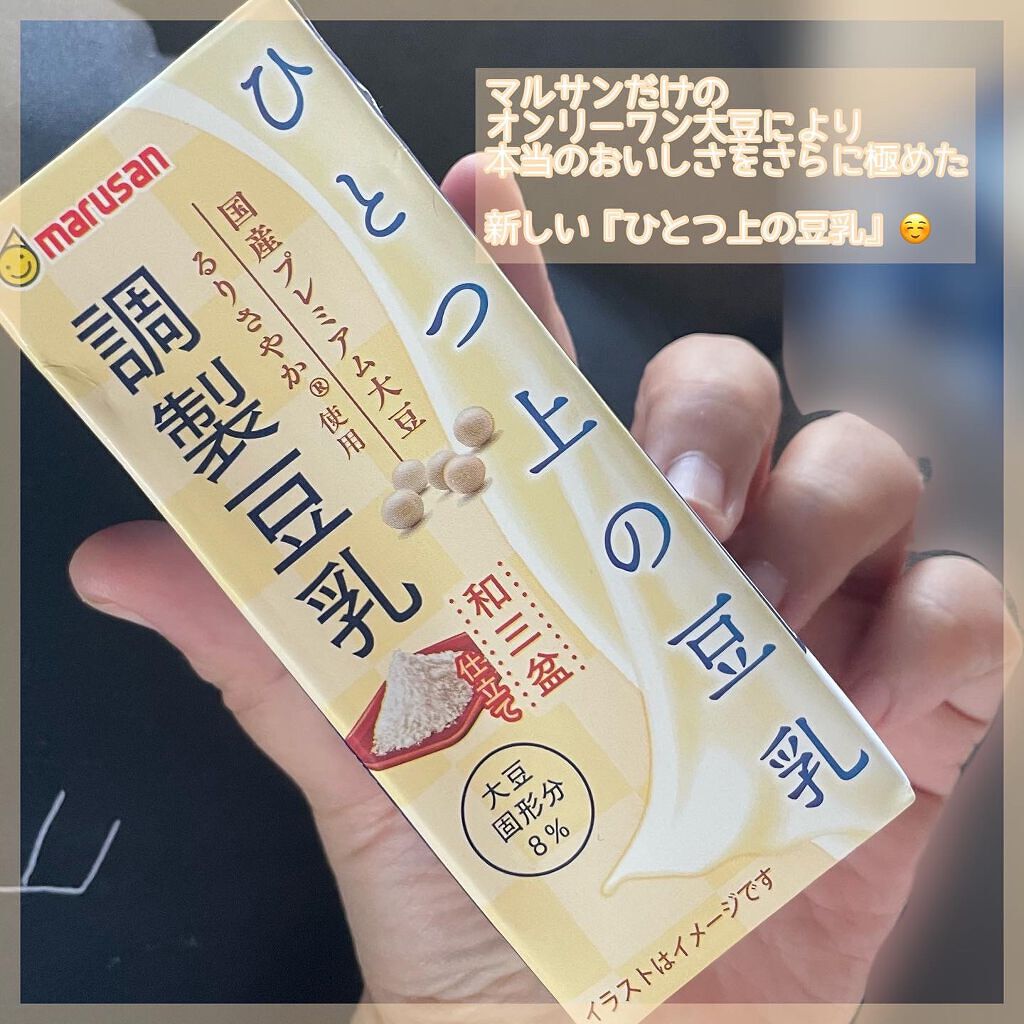 マルサンだけの
オンリーワン大豆により
本当のおいしさをさらに極めた
新しい『ひとつ上の豆乳』☺️
marusan
ひとつ上の豆乳
国産プレミアム大豆
るりさやか®使用
調製豆乳
和三盆
仕立て
大豆
固形分
8%
イラストはイメージです